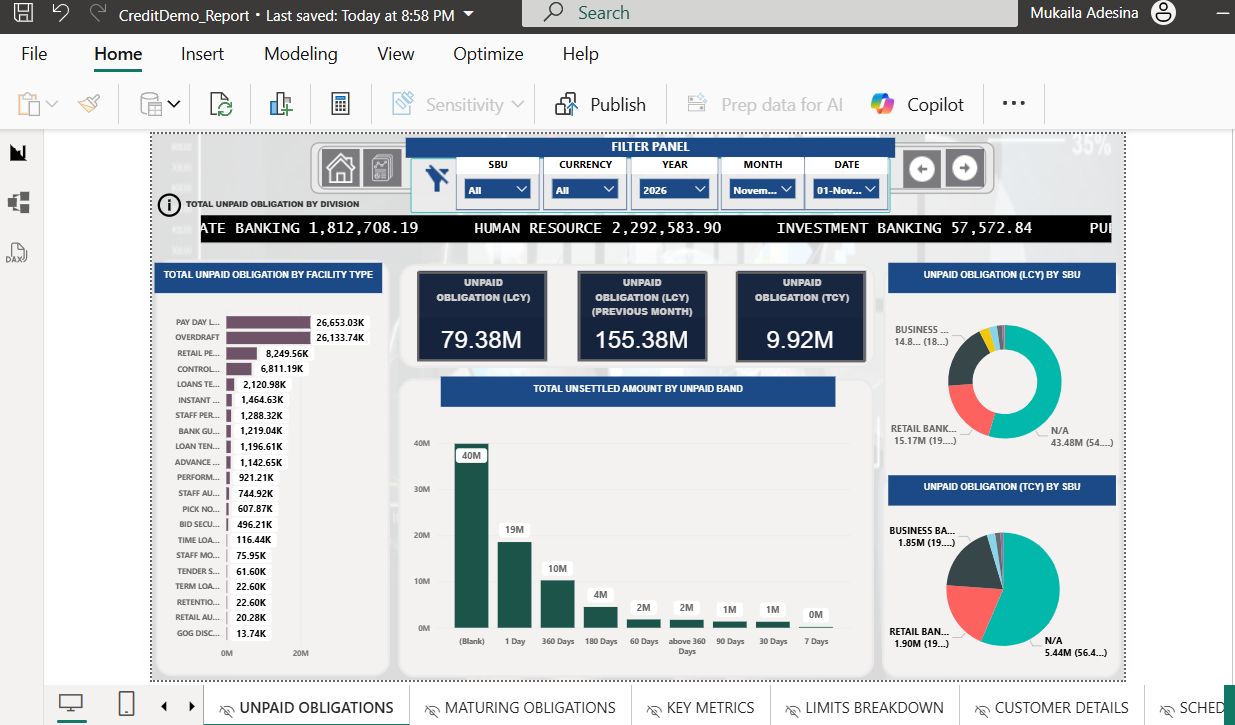 CreditDemo_Report • Last saved: Today at 8:58 PM
Search
Mukaila Adesina
File Home Insert Modeling View Optimize Help
Sensitivity
Publish
Prep data for AI
Copilot
FILTER PANEL
SBU CURRENCY YEAR MONTH DATE
All All 2026 Novem... 01-Nov...
35%
TOTAL UNPAID OBLIGATION BY DIVISION
ATE BANKING 1,812,708.19 HUMAN RESOURCE 2,292,583.90 INVESTMENT BANKING 57,572.84 PU
TOTAL UNPAID OBLIGATION BY FACILITY TYPE
PAY DAY L... 26,653.03K
OVERDRAFT 26,133.74K
RETAIL PE... 8,249.56K
CONTROL... 6,811.19K
LOANS TE... 2,120.98K
INSTANT ... 1,464.63K
STAFF PER... 1,288.32K
BANK GU... 1,219.04K
LOAN TEN... 1,196.61K
ADVANCE ... 1,142.65K
PERFORM... 921.21K
STAFF AU... 744.92K
PICK NO... 607.87K
BID SECU... 496.21K
TIME LOA... 116.44K
STAFF MO... 75.95K
TENDER S... 61.60K
TERM LOA... 22.60K
RETENTIO... 22.60K
RETAIL AU... 20.28K
GOG DISC... 13.74K
0M 20M
UNPAID
OBLIGATION (LCY)
79.38M
UNPAID
OBLIGATION (LCY)
(PREVIOUS MONTH)
155.38M
UNPAID
OBLIGATION (TCY)
9.92M
TOTAL UNSETTLED AMOUNT BY UNPAID BAND
40M
30M
20M
10M
0M
40M
19M
10M
4M
2M
2M
1M
1M
0M
(Blank) 1 Day 360 Days 180 Days 60 Days above 360 Days 90 Days 30 Days 7 Days
UNPAID OBLIGATION (LCY) BY SBU
BUSINESS ...
14.8... (18...)
RETAIL BANK...
15.17M (19....)
N/A
43.48M (54....)
UNPAID OBLIGATION (TCY) BY SBU
BUSINESS BA...
1.85M (19....)
RETAIL BAN...
1.90M (19...)
N/A
5.44M (56.4...)
UNPAID OBLIGATIONS
MATURING OBLIGATIONS
KEY METRICS
LIMITS BREAKDOWN
CUSTOMER DETAILS
SCHED